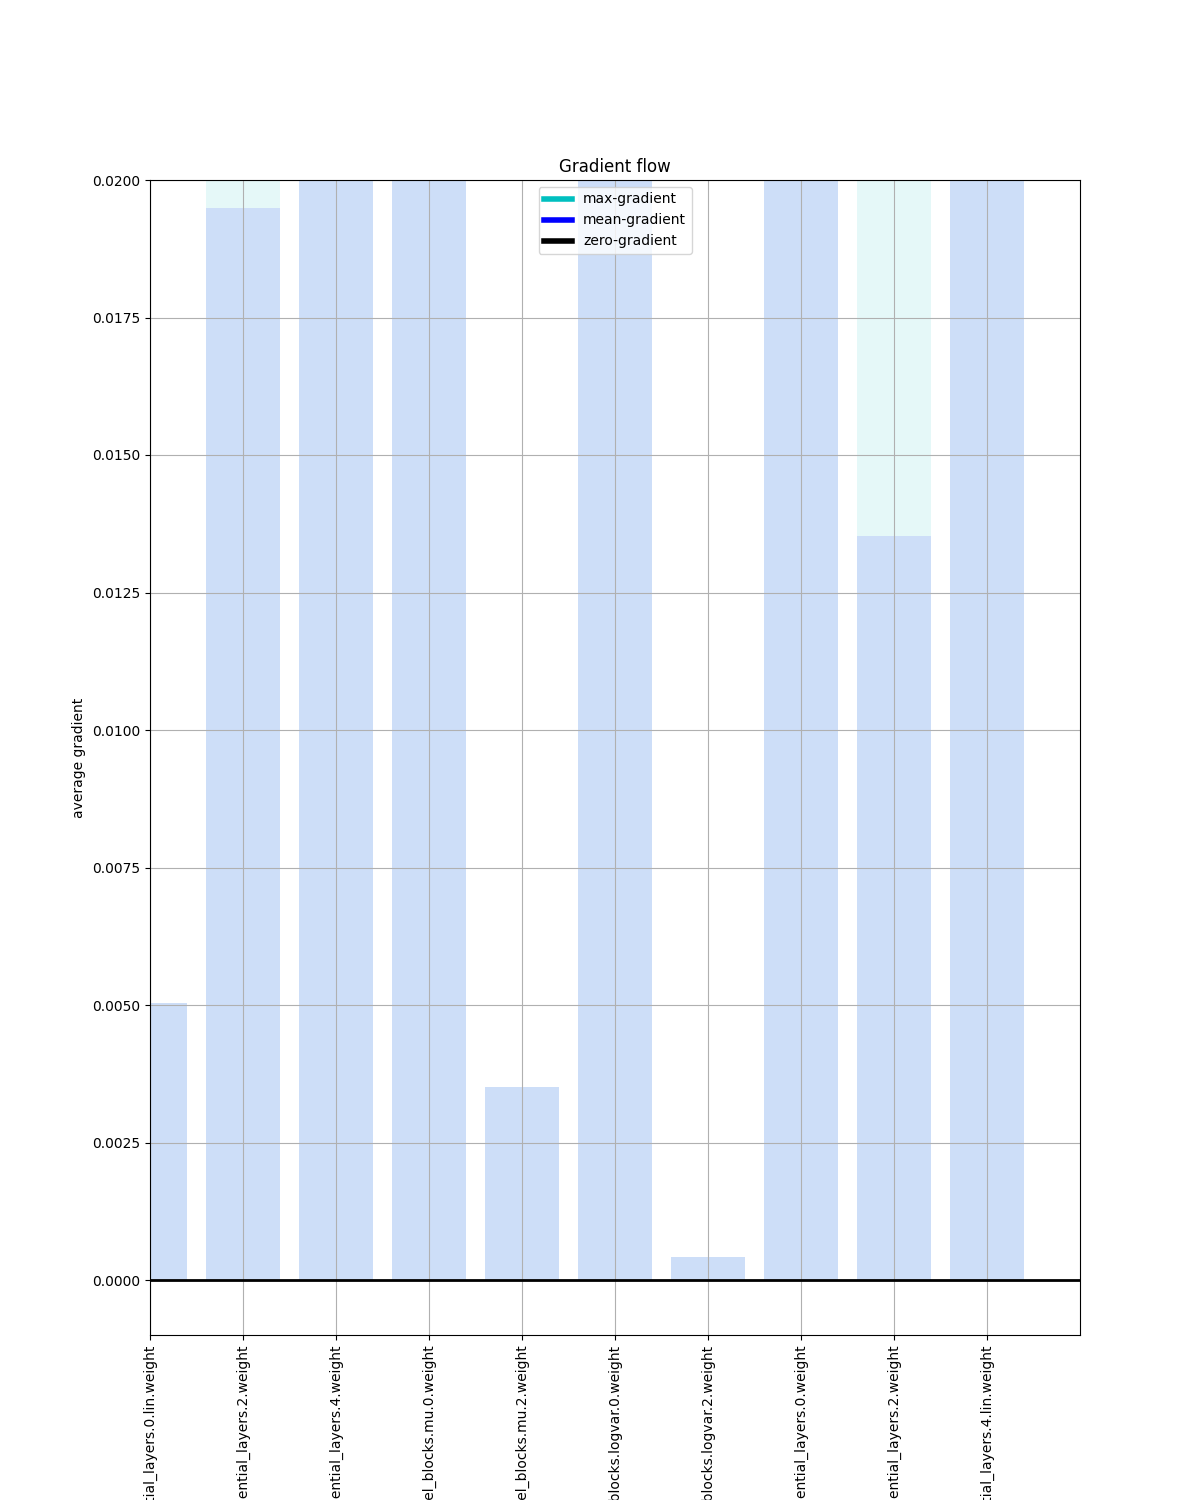 Gradient flow
max-gradient
mean-gradient
zero-gradient
0.0200
0.0175
0.0150
0.0125
0.0100
0.0075
0.0050
0.0025
0.0000
average gradient
tial_layers.0.lin.weight
ential_layers.2.weight
ential_layers.4.weight
el_blocks.mu.0.weight
el_blocks.mu.2.weight
blocks.logvar.0.weight
blocks.logvar.2.weight
ential_layers.0.weight
ential_layers.2.weight
tial_layers.4.lin.weight